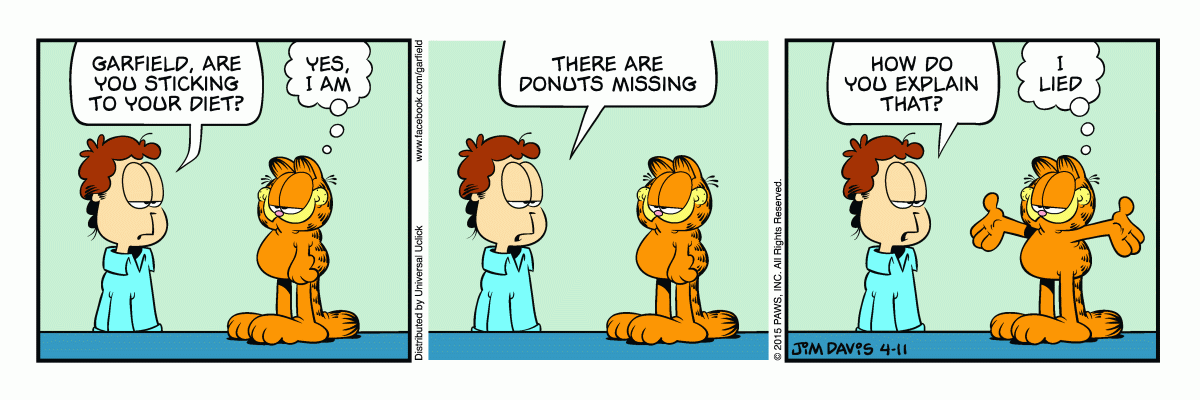 GARFIELD, ARE
YOU STICKING
TO YOUR DIET?
YES,
I AM
Distributed by Universal Uclick
www.facebook.com/garfield
THERE ARE
DONUTS MISSING
© 2015 PAWS, INC. All Rights Reserved.
HOW DO
YOU EXPLAIN
THAT?
I
LIED
JIM DAVIS 4-11